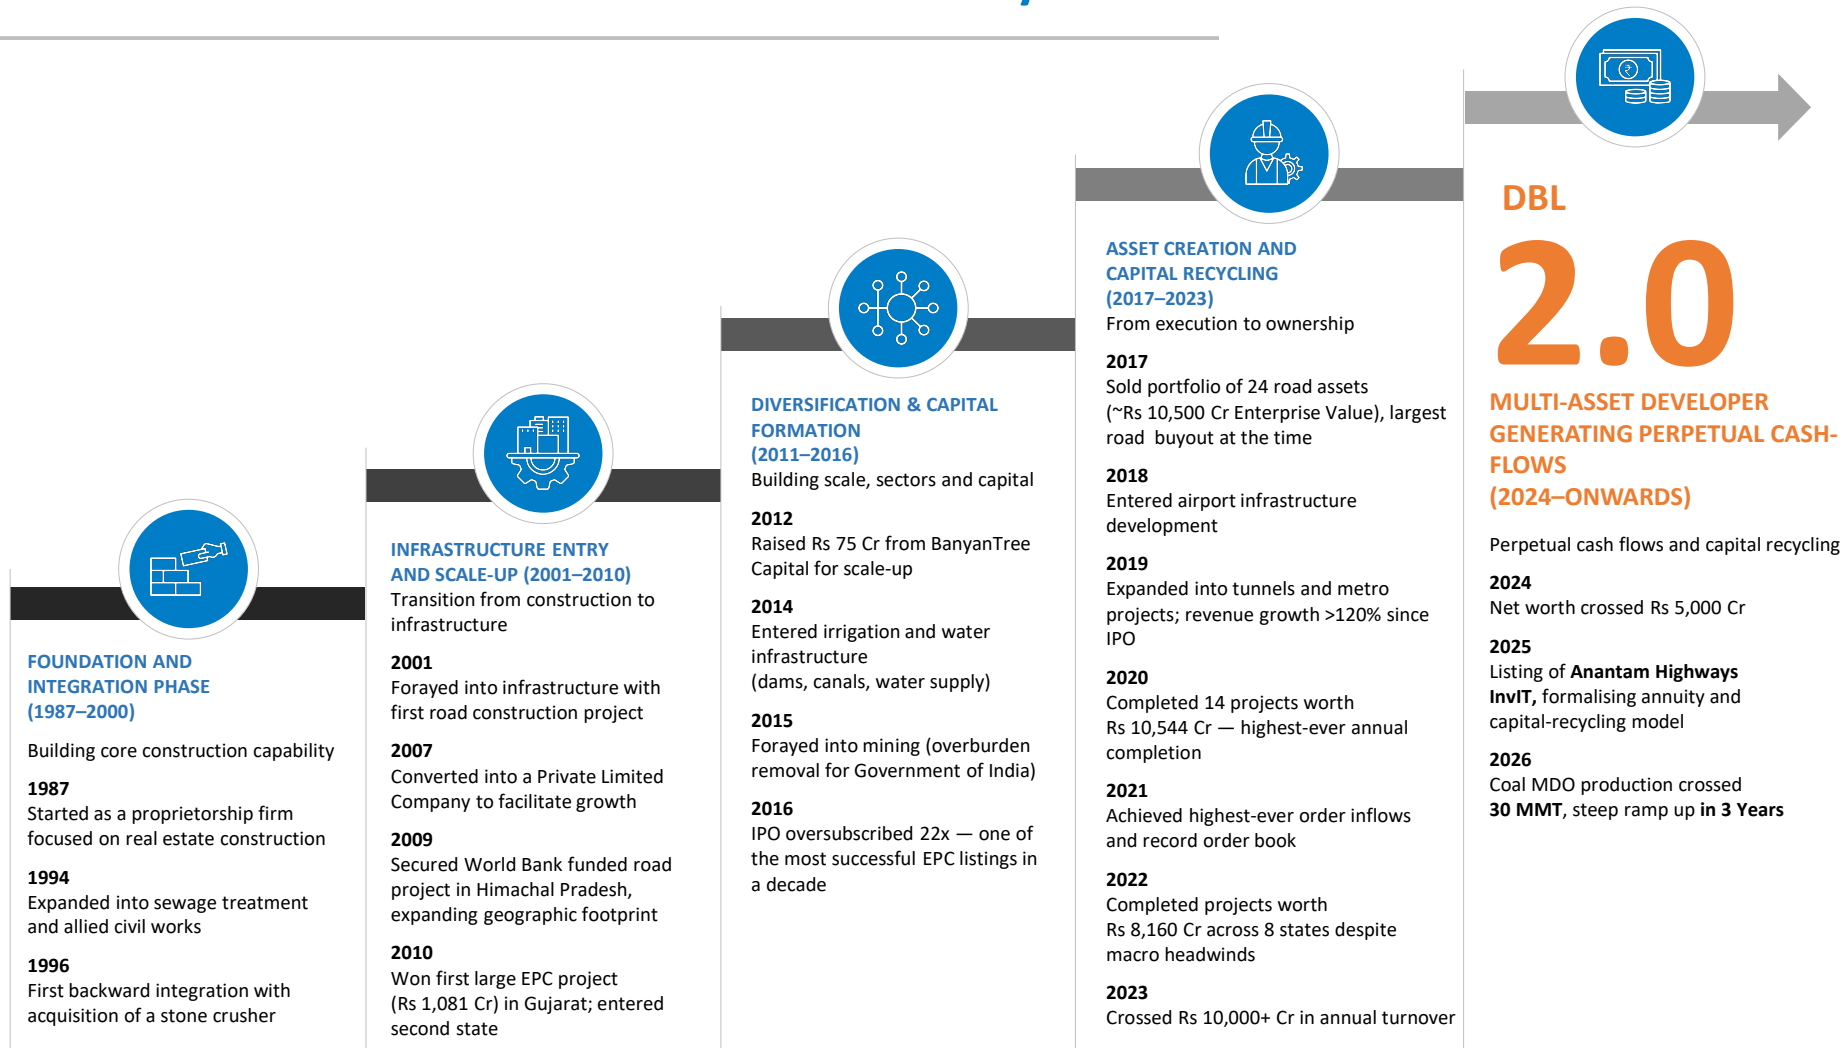 FOUNDATION AND
INTEGRATION PHASE
(1987–2000)
Building core construction capability
1987
Started as a proprietorship firm
focused on real estate construction
1994
Expanded into sewage treatment
and allied civil works
1996
First backward integration with
acquisition of a stone crusher
INFRASTRUCTURE ENTRY
AND SCALE-UP (2001–2010)
Transition from construction to
infrastructure
2001
Forayed into infrastructure with
first road construction project
2007
Converted into a Private Limited
Company to facilitate growth
2009
Secured World Bank funded road
project in Himachal Pradesh,
expanding geographic footprint
2010
Won first large EPC project
(Rs 1,081 Cr) in Gujarat; entered
second state
DIVERSIFICATION & CAPITAL
FORMATION
(2011–2016)
Building scale, sectors and capital
2012
Raised Rs 75 Cr from BanyanTree
Capital for scale-up
2014
Entered irrigation and water
infrastructure
(dams, canals, water supply)
2015
Forayed into mining (overburden
removal for Government of India)
2016
IPO oversubscribed 22x — one of
the most successful EPC listings in
a decade
ASSET CREATION AND
CAPITAL RECYCLING
(2017–2023)
From execution to ownership
2017
Sold portfolio of 24 road assets
(~Rs 10,500 Cr Enterprise Value), largest
road buyout at the time
2018
Entered airport infrastructure
development
2019
Expanded into tunnels and metro
projects; revenue growth >120% since
IPO
2020
Completed 14 projects worth
Rs 10,544 Cr — highest-ever annual
completion
2021
Achieved highest-ever order inflows
and record order book
2022
Completed projects worth
Rs 8,160 Cr across 8 states despite
macro headwinds
2023
Crossed Rs 10,000+ Cr in annual turnover
₹
DBL
2.0
MULTI-ASSET DEVELOPER
GENERATING PERPETUAL CASH-
FLOWS
(2024–ONWARDS)
Perpetual cash flows and capital recycling
2024
Net worth crossed Rs 5,000 Cr
2025
Listing of Anantam Highways
InvIT, formalising annuity and
capital-recycling model
2026
Coal MDO production crossed
30 MMT, steep ramp up in 3 Years